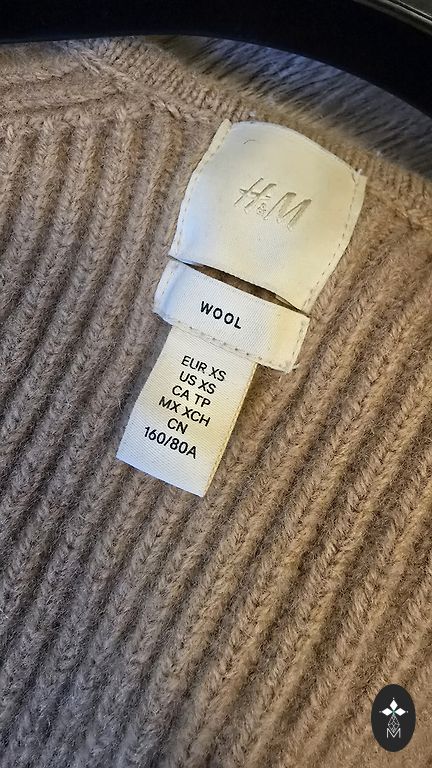 H&M
WOOL
EUR XS
US XS
CA TP
MX XCH
CN
160/80A